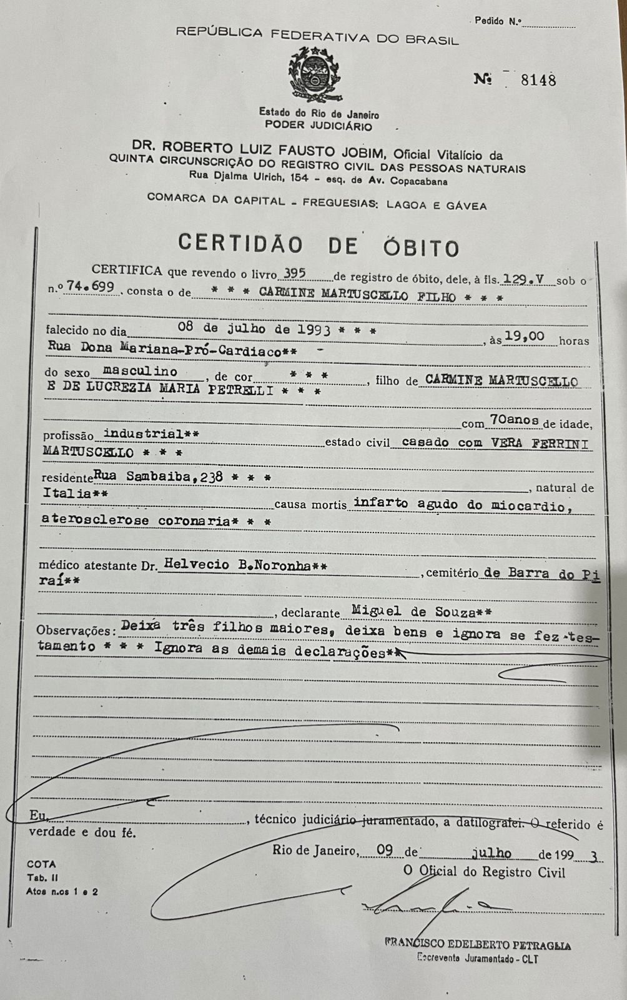 Pedido N.º
REPÚBLICA FEDERATIVA DO BRASIL
Nº 8148
Estado do Rio de Janeiro
PODER JUDICIÁRIO
DR. ROBERTO LUIZ FAUSTO JOBIM, Oficial Vitalício da
QUINTA CIRCUNSCRIÇÃO DO REGISTRO CIVIL DAS PESSOAS NATURAIS
Rua Djalma Ulrich, 154 - esq. de Av. Copacabana
COMARCA DA CAPITAL - FREGUESIAS: LAGOA E GÁVEA
CERTIDÃO DE ÓBITO
CERTIFICA que revendo o livro 395 de registro de óbito, dele, à fls. 129.V sob o
n.º 74.699, consta o de * * * CARMINE MARTUSCELLO FILHO * * *
falecido no dia 08 de julho de 1993 * * *, às 19,00 horas
Rua Dona Mariana-Pró-Cardiaco**
do sexo masculino, de cor * * *, filho de CARMINE MARTUSCELLO
E DE LUCREZIA MARIA PETRELLI * * *
com 70anos de idade,
profissão industrial** estado civil casado com VERA FERRINI
MARTUSCELLO * * *
residente Rua Sambaiba,238 * * *, natural de
Italia** causa mortis infarto agudo do miocardio,
aterosclerose coronaria* * *
médico atestante Dr. Helvecio B.Noronha**, cemitério de Barra do Pi
raí**
, declarante Miguel de Souza**
Observações: Deixa três filhos maiores, deixa bens e ignora se fez-tes-
tamento * * * Ignora as demais declarações**
Eu, , técnico judiciário juramentado, a datilografei. O referido é
verdade e dou fé.
Rio de Janeiro, 09 de julho de 1993.
O Oficial do Registro Civil
COTA
Tab. II
Atos n.os 1 e 2
FRANCISCO EDELBERTO PETRAGLIA
Escrevente Juramentado - CLT